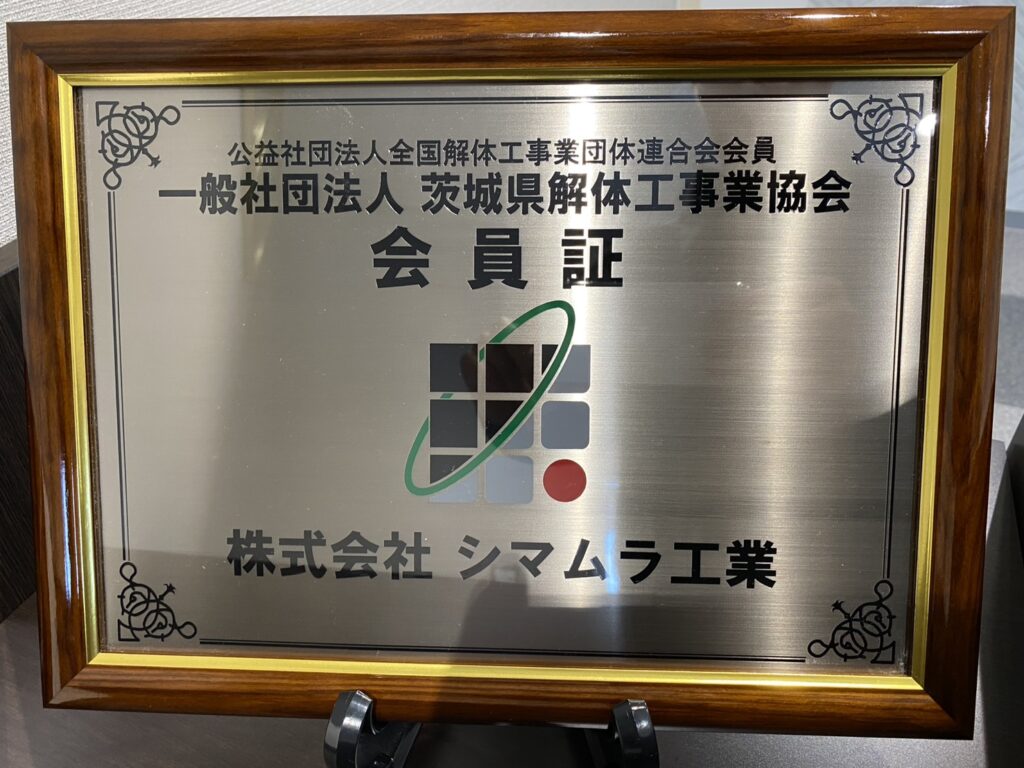 公益社団法人全国解体工事業団体連合会会員
一般社団法人 茨城県解体工事業協会
会員証
株式会社 シマムラ工業